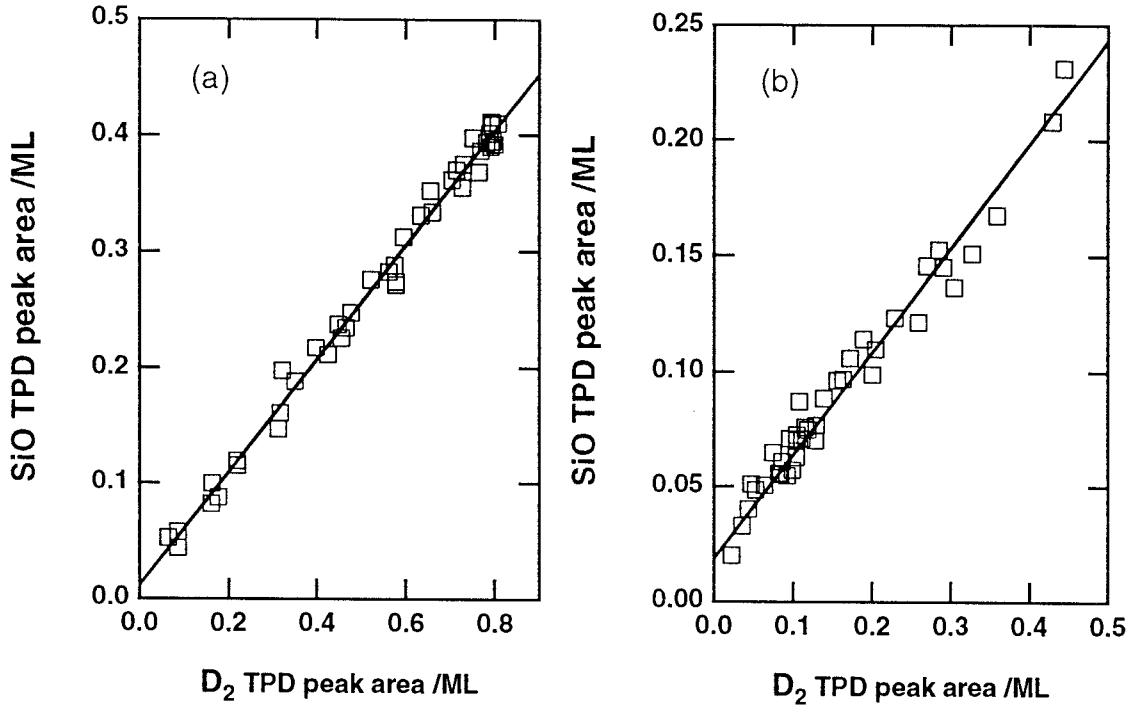 (a)
SiO TPD peak area /ML
0.5
0.4
0.3
0.2
0.1
0.0
0.0 0.2 0.4 0.6 0.8
D₂ TPD peak area /ML
(b)
SiO TPD peak area /ML
0.25
0.20
0.15
0.10
0.05
0.00
0.0 0.1 0.2 0.3 0.4 0.5
D₂ TPD peak area /ML